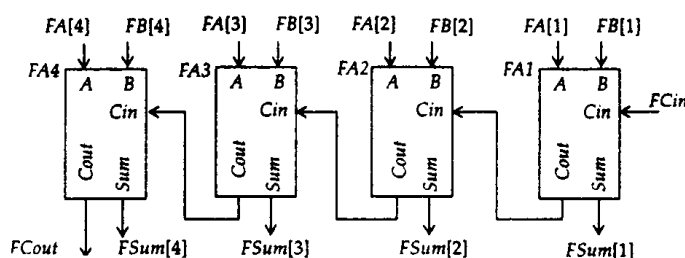 FA[4] FB[4] FA[3] FB[3] FA[2] FB[2] FA[1] FB[1]
FA4 A B FA3 A B FA2 A B FA1 A B
Cin Cin Cin Cin FCin
Cout Sum Cout Sum Cout Sum Cout Sum
FCout FSum[4] FSum[3] FSum[2] FSum[1]